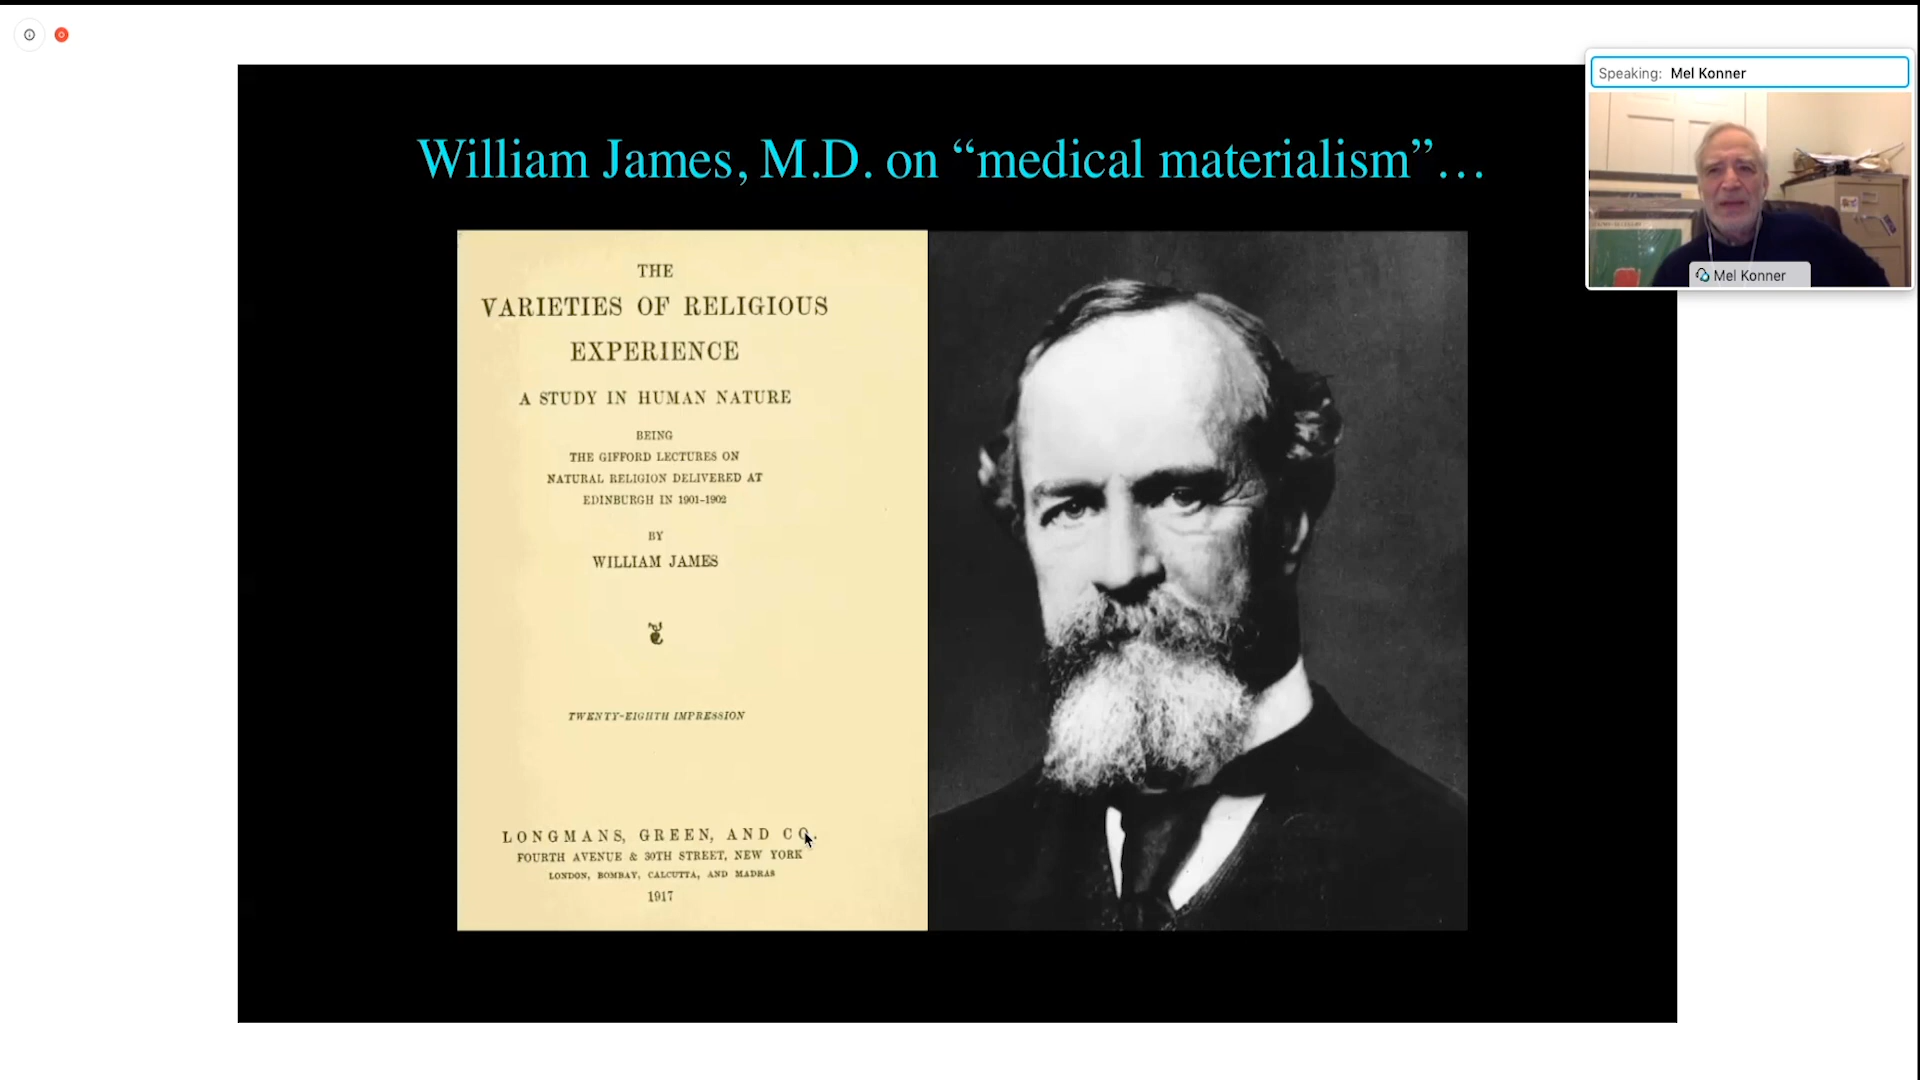 Speaking: Mel Konner
Mel Konner
William James, M.D. on “medical materialism”…
THE
VARIETIES OF RELIGIOUS
EXPERIENCE
A STUDY IN HUMAN NATURE
BEING
THE GIFFORD LECTURES ON
NATURAL RELIGION DELIVERED AT
EDINBURGH IN 1901-1902
BY
WILLIAM JAMES
TWENTY-EIGHTH IMPRESSION
LONGMANS, GREEN, AND CO.
FOURTH AVENUE & 30TH STREET, NEW YORK
LONDON, BOMBAY, CALCUTTA, AND MADRAS
1917